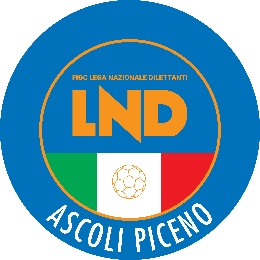 FIGC LEGA NAZIONALE DILETTANTI
LND
ASCOLI PICENO